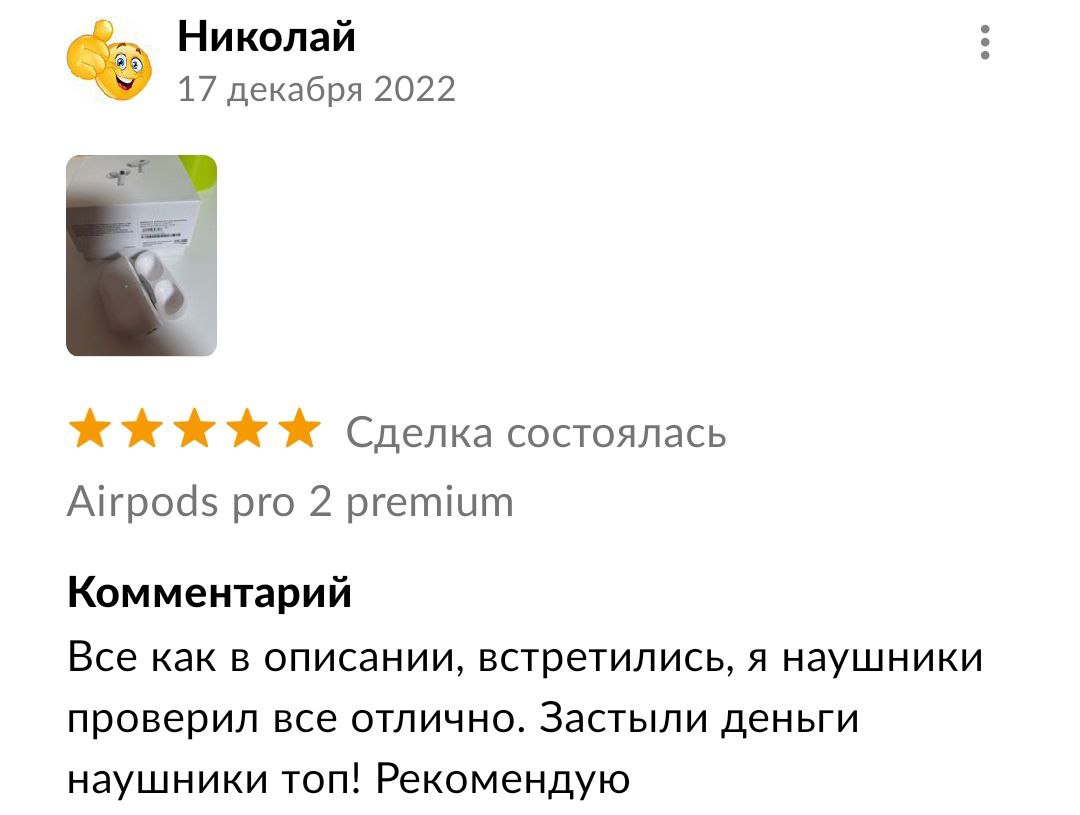 Николай
17 декабря 2022
Сделка состоялась
Airpods pro 2 premium
Комментарий
Все как в описании, встретились, я наушники
проверил все отлично. Застыли деньги
наушники топ! Рекомендую